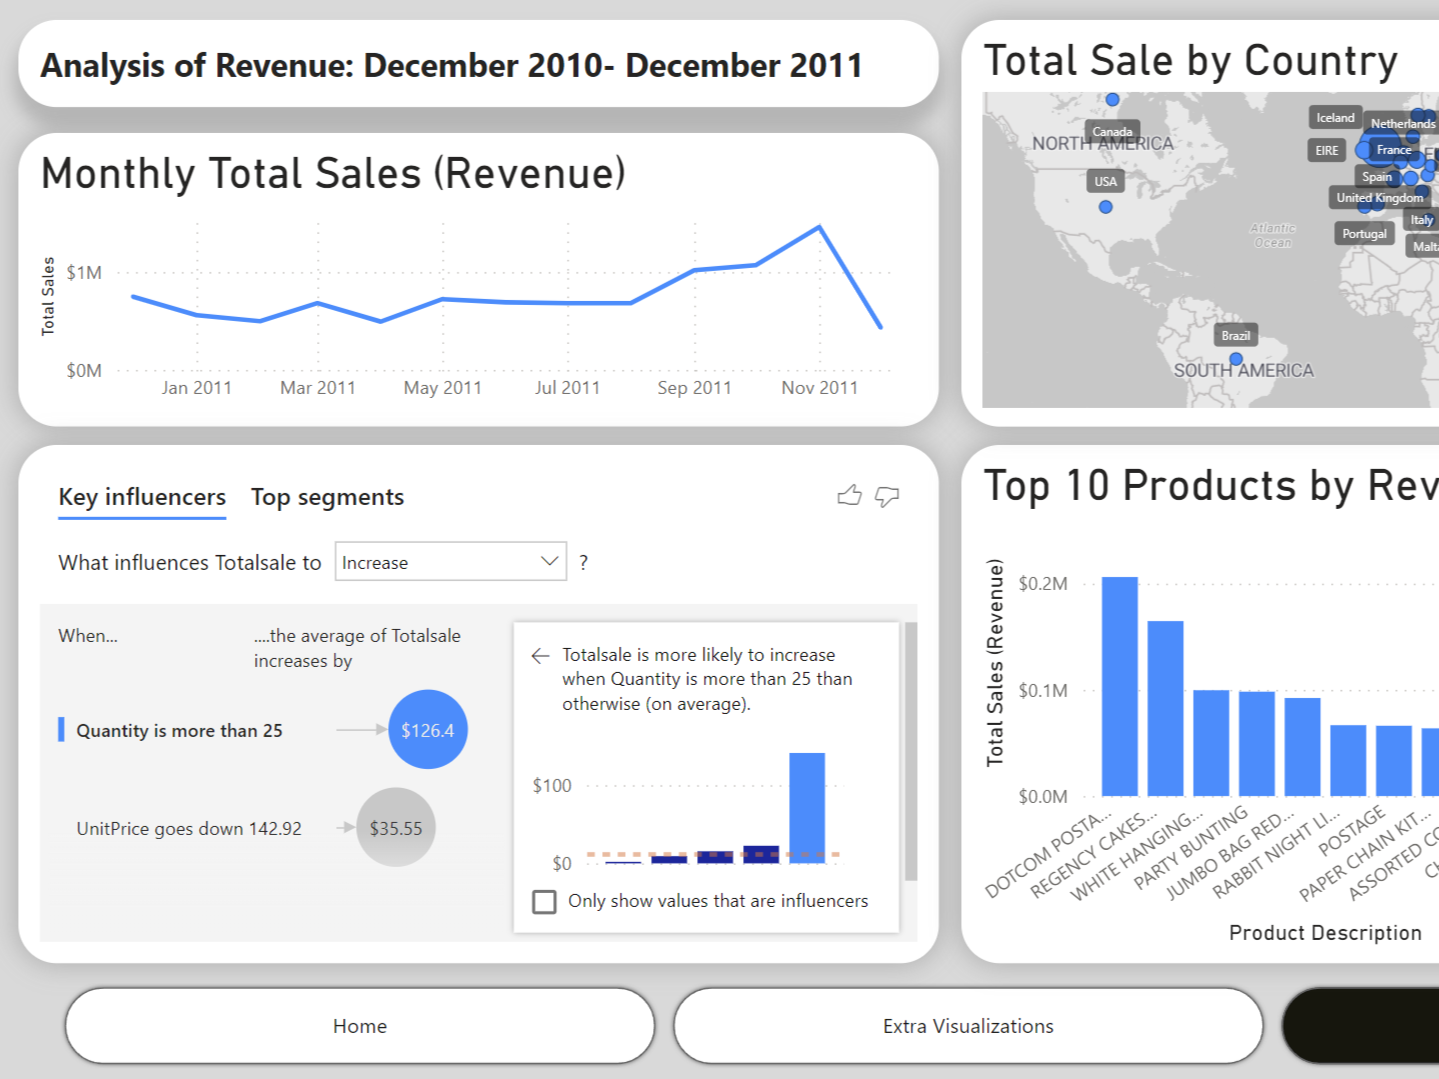 Analysis of Revenue: December 2010- December 2011
Monthly Total Sales (Revenue)
Total Sales
$1M
$0M
Jan 2011
Mar 2011
May 2011
Jul 2011
Sep 2011
Nov 2011
Total Sale by Country
Canada
NORTH AMERICA
USA
Atlantic
Ocean
Iceland
Netherlands
EIRE
France
Spain
United Kingdom
Italy
Portugal
Malt
Brazil
SOUTH AMERICA
Key influencers
Top segments
What influences Totalsale to
Increase
?
When...
....the average of Totalsale
increases by
Quantity is more than 25
$126.4
UnitPrice goes down 142.92
$35.55
Totalsale is more likely to increase
when Quantity is more than 25 than
otherwise (on average).
$100
$0
Only show values that are influencers
Top 10 Products by Rev
Total Sales (Revenue)
$0.2M
$0.1M
$0.0M
DOTCOM POSTA...
REGENCY CAKES...
WHITE HANGING...
PARTY BUNTING
JUMBO BAG RED...
RABBIT NIGHT LI...
POSTAGE
PAPER CHAIN KIT...
ASSORTED CO
Product Description
Home
Extra Visualizations